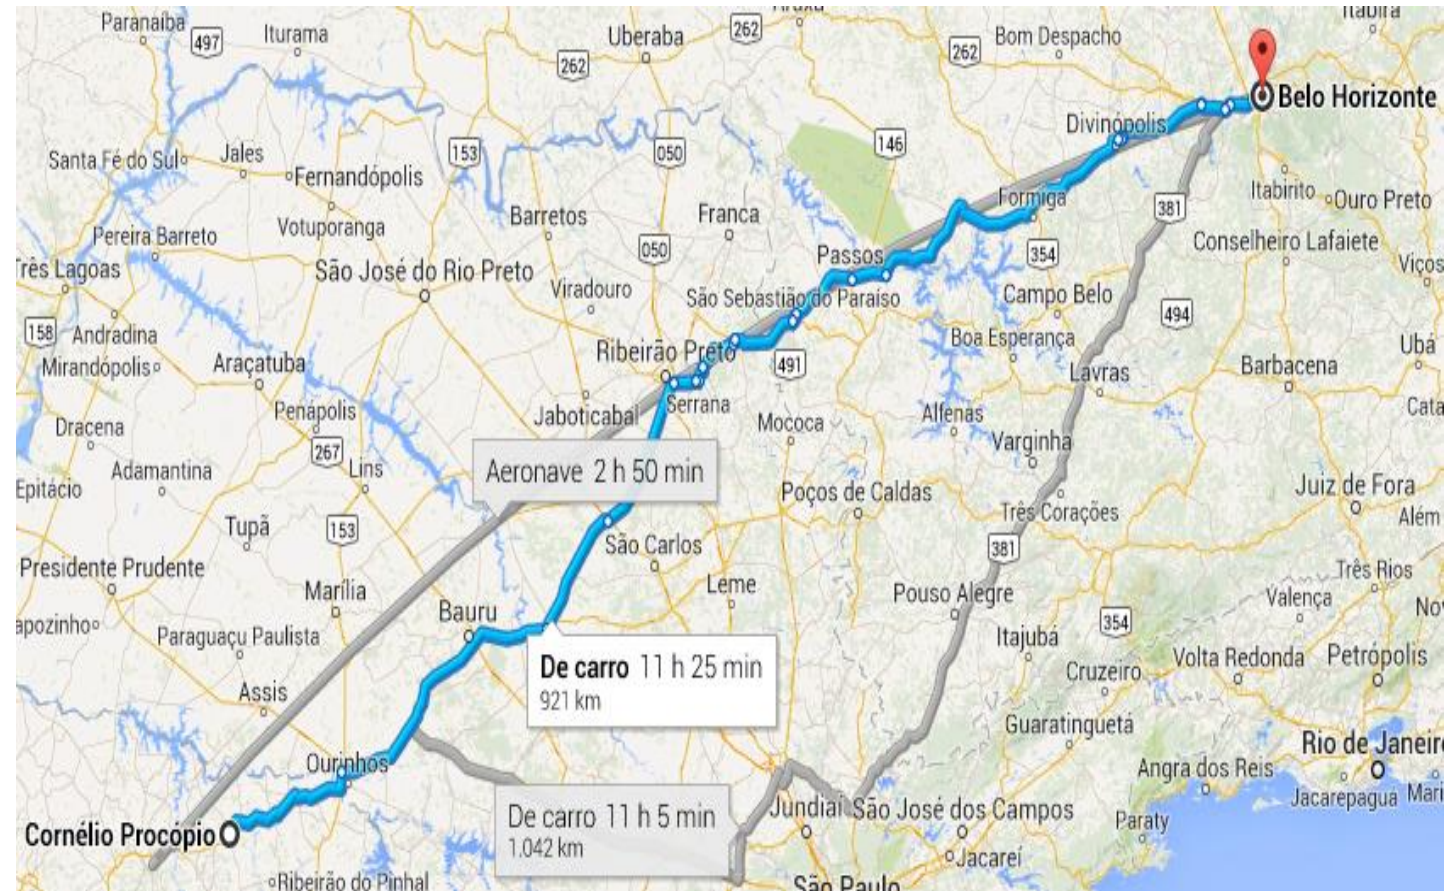 Paranaíba
497
Iturama
Uberaba
262
262
262
Bom Despacho
Itabira
Belo Horizonte
Divinópolis
Santa Fé do Sul
Jales
Fernandópolis
153
050
146
Votuporanga
Barretos
Franca
Formiga
381
Itabirito
Ouro Preto
Pereira Barreto
Três Lagoas
São José do Rio Preto
Viradouro
050
Passos
354
Conselheiro Lafaiete
Viços
São Sebastião do Paraíso
Campo Belo
494
158
Andradina
Mirandópolis
Araçatuba
Ribeirão Preto
491
Boa Esperança
Lavras
Barbacena
Ubá
Penápolis
Jaboticabal
Serrana
Mococa
Alfenas
Cata
Dracena
267
Varginha
Adamantina
Lins
Aeronave 2 h 50 min
Epitácio
Poços de Caldas
Três Corações
Juiz de Fora
Além
Tupã
153
São Carlos
381
Presidente Prudente
Marília
Bauru
Leme
Pouso Alegre
Três Rios
Valença
No
apozinho
Paraguaçu Paulista
354
Itajubá
De carro 11 h 25 min
921 km
Cruzeiro
Volta Redonda
Petrópolis
Assis
Guaratinguetá
Ourinhos
Rio de Janeir
Angra dos Reis
Jacarepaguá
Mari
De carro 11 h 5 min
1.042 km
Jundiaí
São José dos Campos
Paraty
Cornélio Procópio
Jacareí
Ribeirão do Pinhal
São Paulo